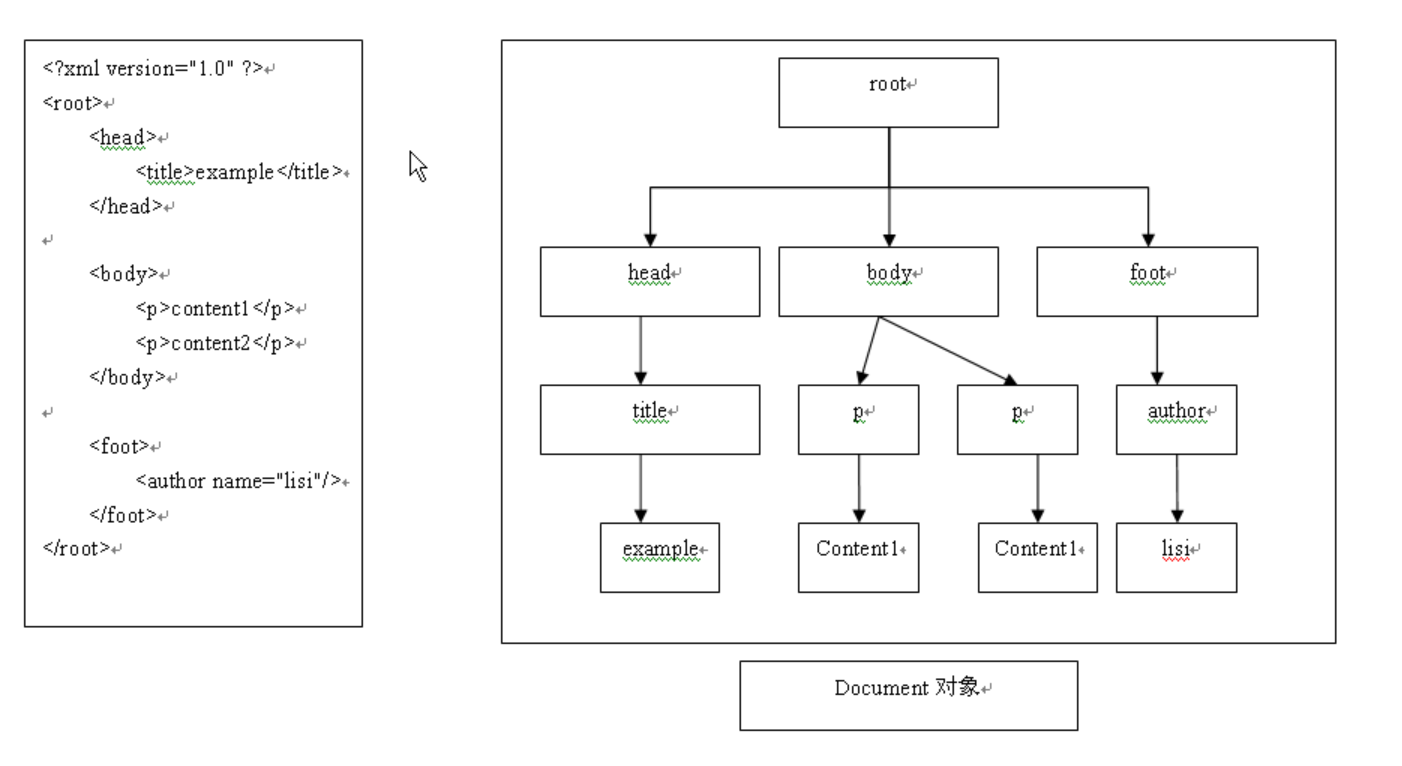 <?xml version="1.0" ?>
<root>
<head>
<title>example</title>
</head>
<body>
<p>content1</p>
<p>content2</p>
</body>
<foot>
<author name="lisi"/>
</foot>
</root>
root
head body foot
title p p author
example Content1 Content1 lisi
Document 对象